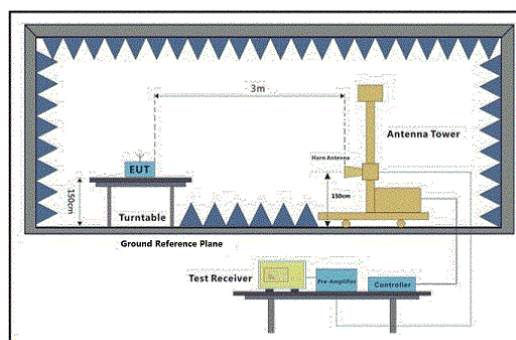 3m
Antenna Tower
Horn Antenna
EUT
150cm
150cm
Turntable
Ground Reference Plane
Test Receiver
Pre-Amplifier
Controller